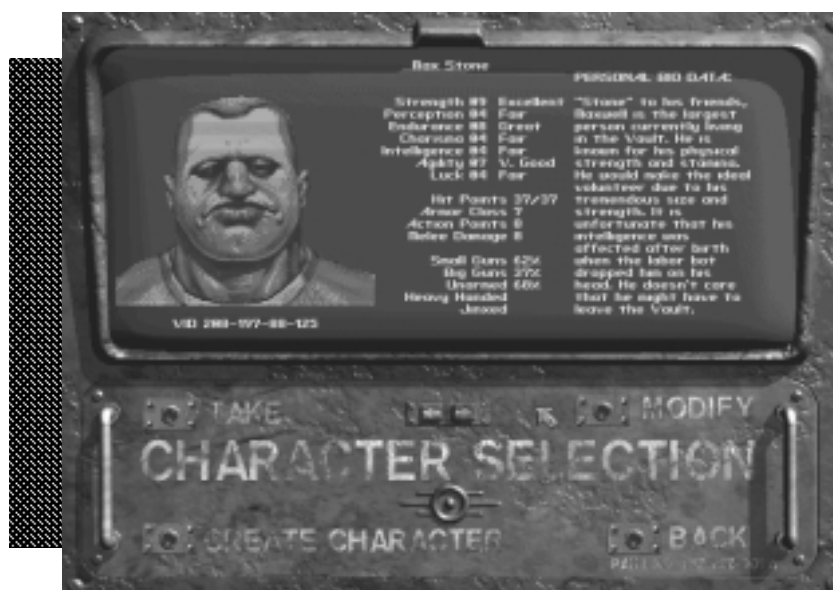 Max Stone
Strength 09 Excellent
Perception 04 Fair
Endurance 08 Great
Charisma 04 Fair
Intelligence 04 Fair
Agility 07 V. Good
Luck 04 Fair
Hit Points 37/37
Armor Class 7
Action Points 8
Melee Damage 8
Small Guns 62%
Big Guns 27%
Unarmed 68%
Heavy Handed
Jinxed
PERSONAL BIO DATA:
"Stone" to his friends,
Maxwell is the largest
person currently living
in the Vault. He is
known for his physical
strength and stamina.
He would make the ideal
volunteer due to his
tremendous size and
strength. It is
unfortunate that his
intelligence was
affected after birth
when the labor bot
dropped him on his
head. He doesn't care
that he might have to
leave the Vault.
VID 208-197-88-125
TAKE
MODIFY
CHARACTER SELECTION
CREATE CHARACTER
BACK